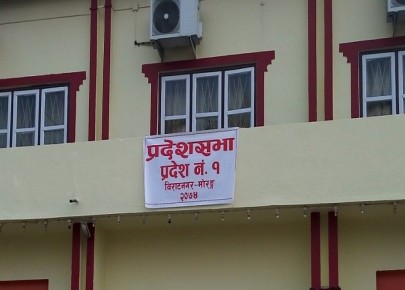 प्रदेशसभा
प्रदेश नं. १
विराटनगर-मोरङ्ग
२०७४